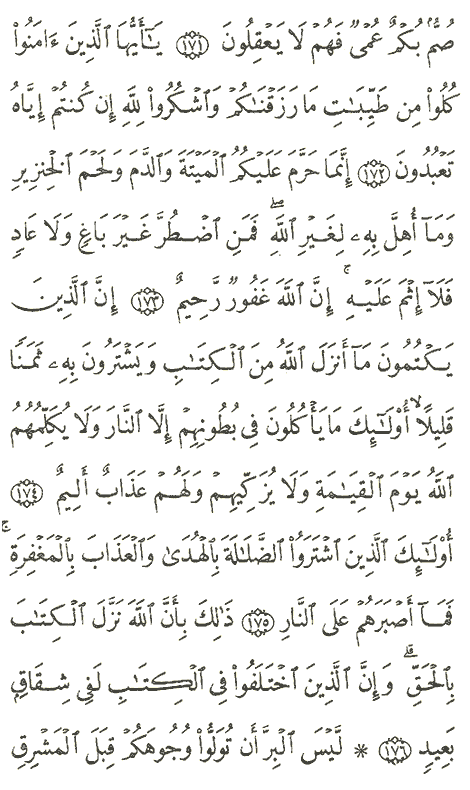 صُمُّۢ بُكۡمٌ عُمۡىٞ فَهُمۡ لَا يَعۡقِلُونَ ١٧١ يَـٰٓأَيُّهَا ٱلَّذِينَ ءَامَنُواْ
كُلُواْ مِن طَيِّبَـٰتِ مَا رَزَقۡنَـٰكُمۡ وَٱشۡكُرُواْ لِلَّهِ إِن كُنتُمۡ إِيَّاهُ
تَعۡبُدُونَ ١٧٢ إِنَّمَا حَرَّمَ عَلَيۡكُمُ ٱلۡمَيۡتَةَ وَٱلدَّمَ وَلَحۡمَ ٱلۡخِنزِيرِ
وَمَآ أُهِلَّ بِهِۦ لِغَيۡرِ ٱللَّهِۖ فَمَنِ ٱضۡطُرَّ غَيۡرَ بَاغٖ وَلَا عَادٖ
فَلَآ إِثۡمَ عَلَيۡهِۚ إِنَّ ٱللَّهَ غَفُورٞ رَّحِيمٌ ١٧٣ إِنَّ ٱلَّذِينَ
يَكۡتُمُونَ مَآ أَنزَلَ ٱللَّهُ مِنَ ٱلۡكِتَـٰبِ وَيَشۡتَرُونَ بِهِۦ ثَمَنٗا
قَلِيلًاۙ أُوْلَـٰٓئِكَ مَا يَأۡكُلُونَ فِى بُطُونِهِمۡ إِلَّا ٱلنَّارَ وَلَا يُكَلِّمُهُمُ
ٱللَّهُ يَوۡمَ ٱلۡقِيَـٰمَةِ وَلَا يُزَكِّيهِمۡ وَلَهُمۡ عَذَابٌ أَلِيمٌ ١٧٤
أُوْلَـٰٓئِكَ ٱلَّذِينَ ٱشۡتَرَوُاْ ٱلضَّلَـٰلَةَ بِٱلۡهُدَىٰ وَٱلۡعَذَابَ بِٱلۡمَغۡفِرَةِۚ
فَمَآ أَصۡبَرَهُمۡ عَلَى ٱلنَّارِ ١٧٥ ذَٰلِكَ بِأَنَّ ٱللَّهَ نَزَّلَ ٱلۡكِتَـٰبَ
بِٱلۡحَقِّۗ وَإِنَّ ٱلَّذِينَ ٱخۡتَلَفُواْ فِى ٱلۡكِتَـٰبِ لَفِى شِقَاقِۭ
بَعِيدٖ ١٧٦ ۞ لَّيۡسَ ٱلۡبِرَّ أَن تُوَلُّواْ وُجُوهَكُمۡ قِبَلَ ٱلۡمَشۡرِقِ